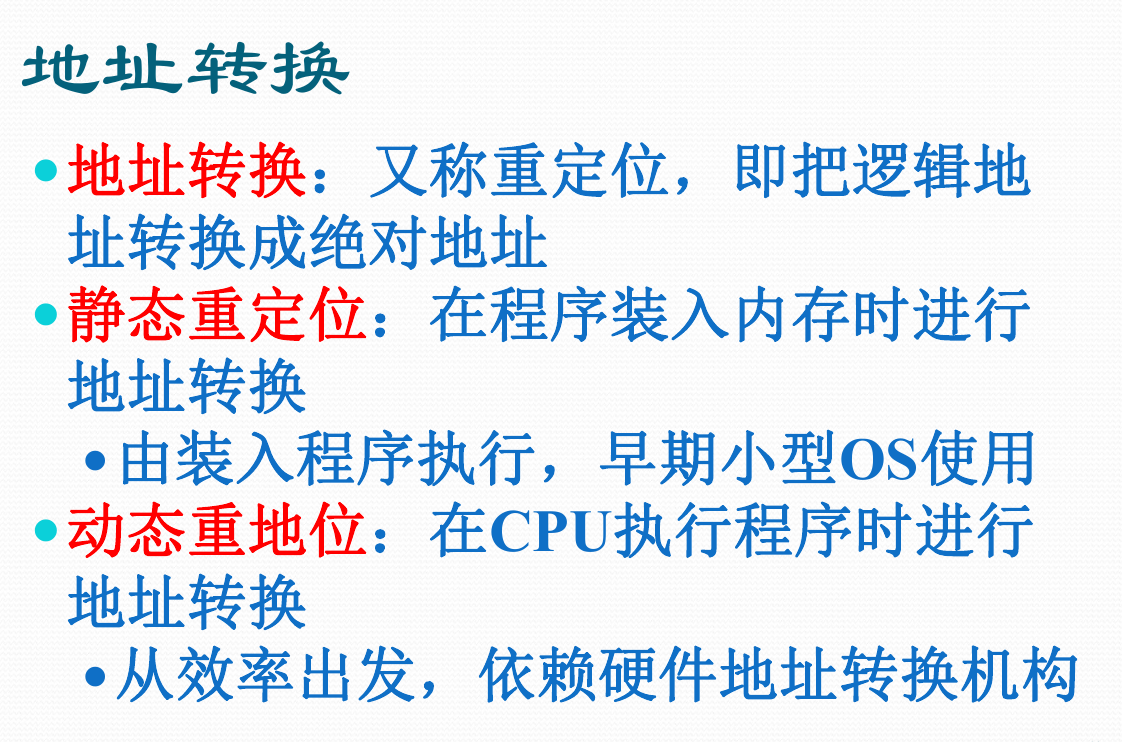 地址转换
•地址转换：又称重定位，即把逻辑地
址转换成绝对地址
•静态重定位：在程序装入内存时进行
地址转换
•由装入程序执行，早期小型OS使用
•动态重地位：在CPU执行程序时进行
地址转换
•从效率出发，依赖硬件地址转换机构